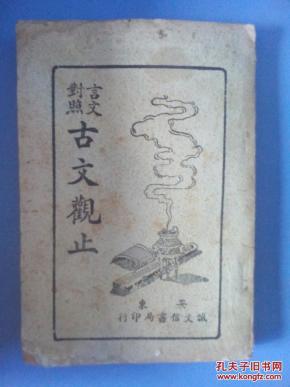 言文
對照
古文觀止
安東
誠文信書局印行
孔夫子旧书网